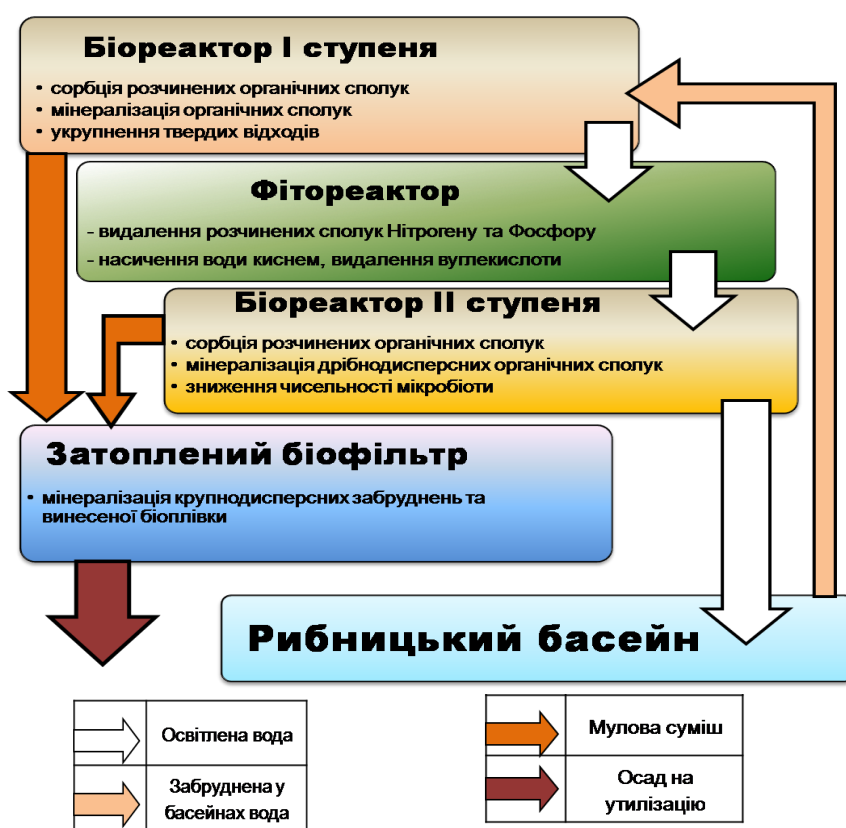 Біореактор І ступеня
• сорбція розчинених органічних сполук
• мінералізація органічних сполук
• укрупнення твердих відходів
Фітореактор
- видалення розчинених сполук Нітрогену та Фосфору
- насичення води киснем, видалення вуглекислоти
Біореактор ІІ ступеня
• сорбція розчинених органічних сполук
• мінералізація дрібнодисперсних органічних сполук
• зниження чисельності мікробіоти
Затоплений біофільтр
• мінералізація крупнодисперсних забруднень та
винесеної біоплівки
Рибницький басейн
Освітлена вода
Забруднена у
басейнах вода
Мулова суміш
Осад на
утилізацію